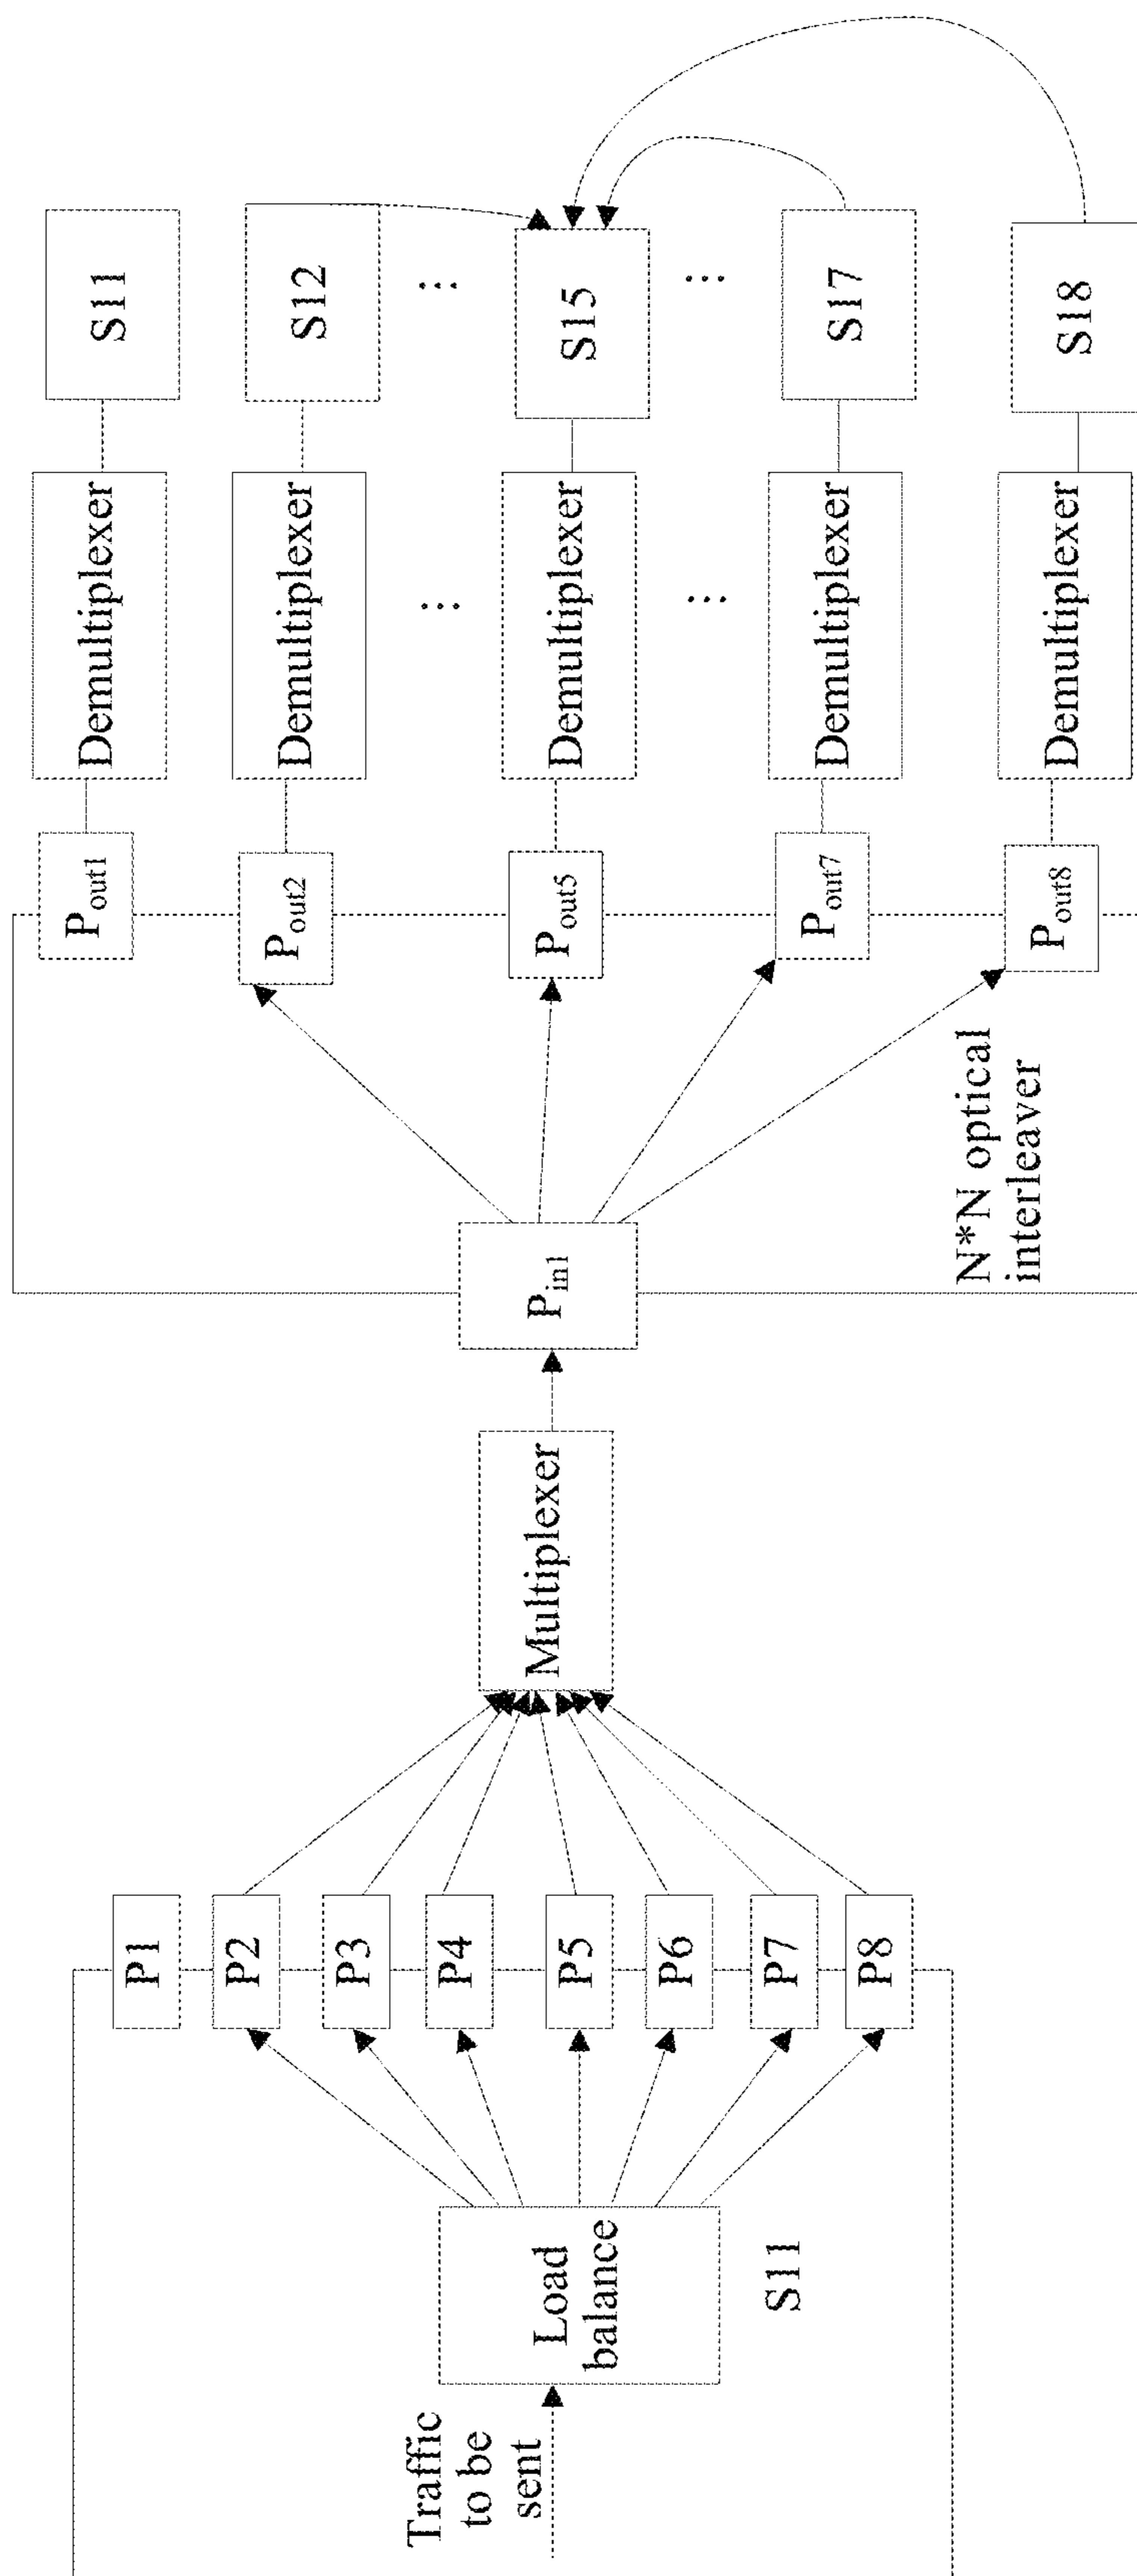 Traffic
to be
sent
Load
balance
S11
P1
P2
P3
P4
P5
P6
P7
P8
Multiplexer
Pin1
N*N optical
interleaver
Pout1
Pout2
Pout5
Pout7
Pout8
Demultiplexer
Demultiplexer
⋮
Demultiplexer
⋮
Demultiplexer
Demultiplexer
S11
S12
⋮
S15
⋮
S17
S18